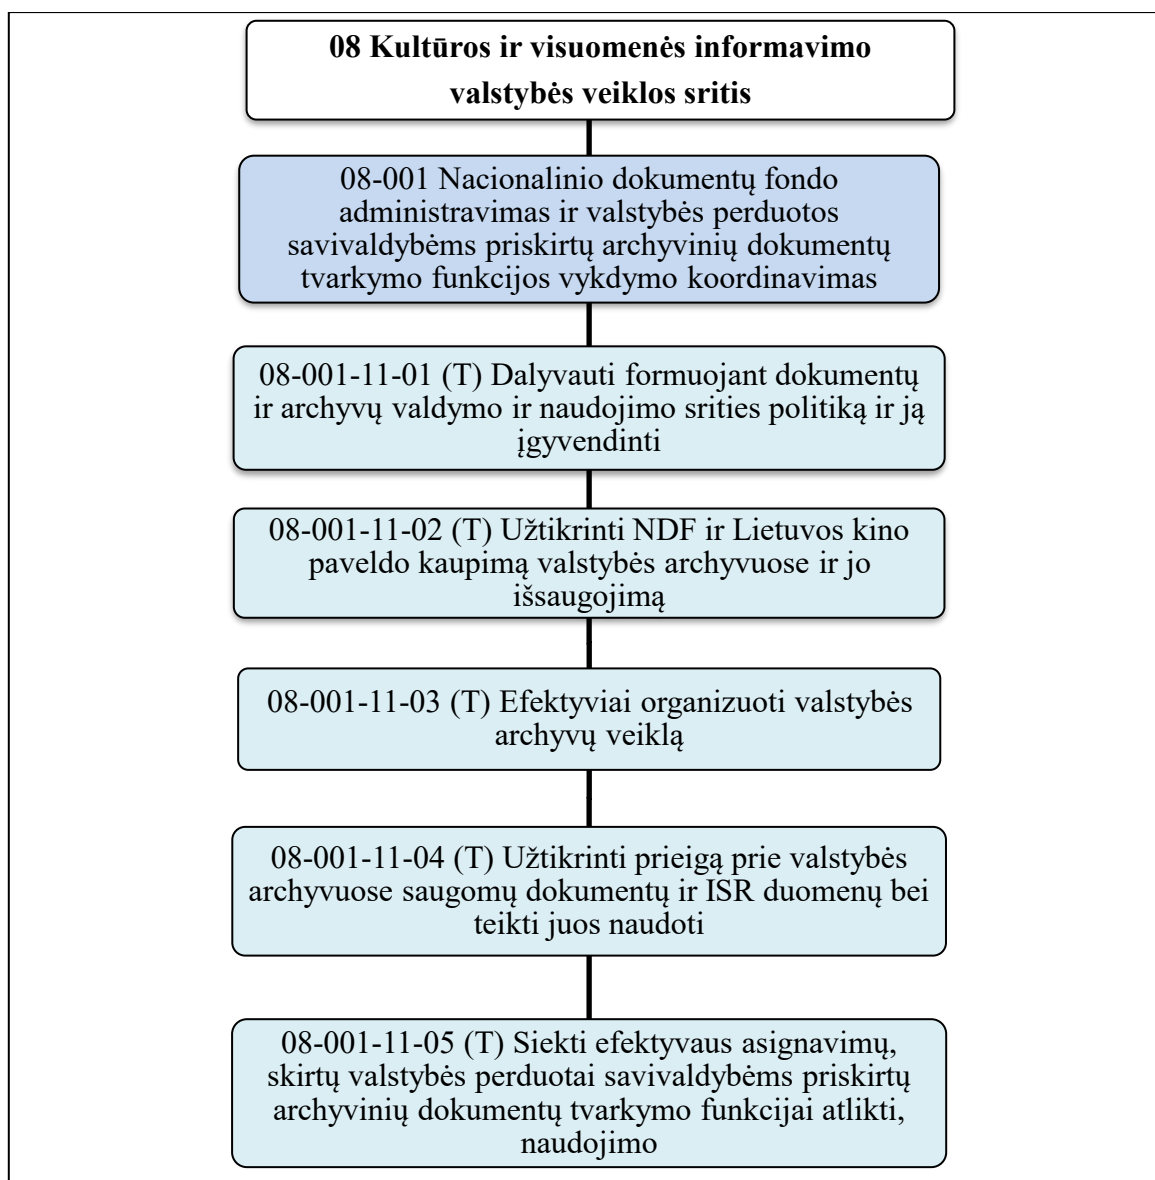 08 Kultūros ir visuomenės informavimo
valstybės veiklos sritis
08-001 Nacionalinio dokumentų fondo
administravimas ir valstybės perduotos
savivaldybėms priskirtų archyvinių dokumentų
tvarkymo funkcijos vykdymo koordinavimas
08-001-11-01 (T) Dalyvauti formuojant dokumentų
ir archyvų valdymo ir naudojimo srities politiką ir ją
įgyvendinti
08-001-11-02 (T) Užtikrinti NDF ir Lietuvos kino
paveldo kaupimą valstybės archyvuose ir jo
išsaugojimą
08-001-11-03 (T) Efektyviai organizuoti valstybės
archyvų veiklą
08-001-11-04 (T) Užtikrinti prieigą prie valstybės
archyvuose saugomų dokumentų ir ISR duomenų bei
teikti juos naudoti
08-001-11-05 (T) Siekti efektyvaus asignavimų,
skirtų valstybės perduotai savivaldybėms priskirtų
archyvinių dokumentų tvarkymo funkcijai atlikti,
naudojimo